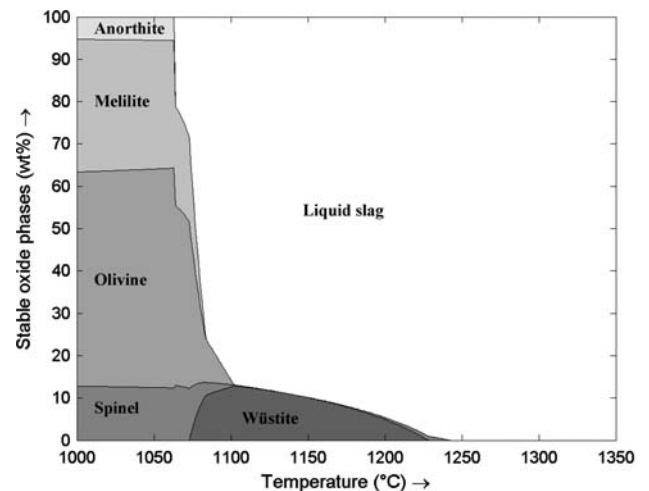 100
90
80
70
60
50
40
30
20
10
0
Stable oxide phases (wt%) →
Anorthite
Melilite
Olivine
Spinel
Wüstite
Liquid slag
1000 1050 1100 1150 1200 1250 1300 1350
Temperature (°C) →